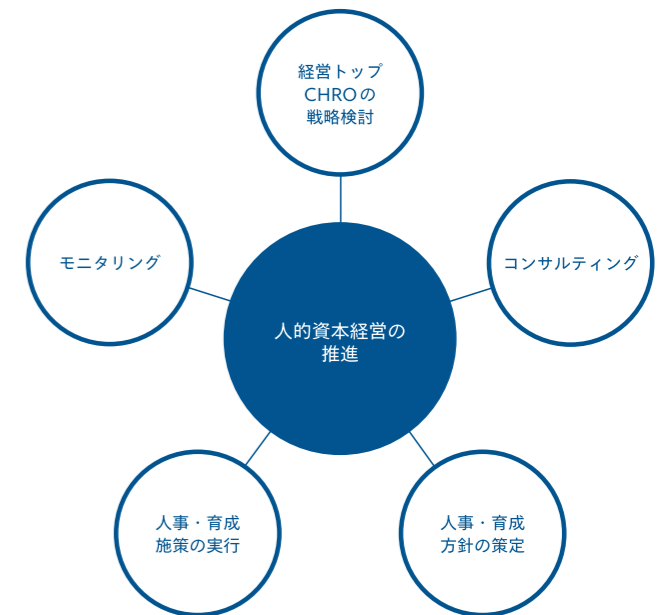 経営トップ
CHROの
戦略検討
モニタリング
コンサルティング
人的資本経営の
推進
人事・育成
施策の実行
人事・育成
方針の策定